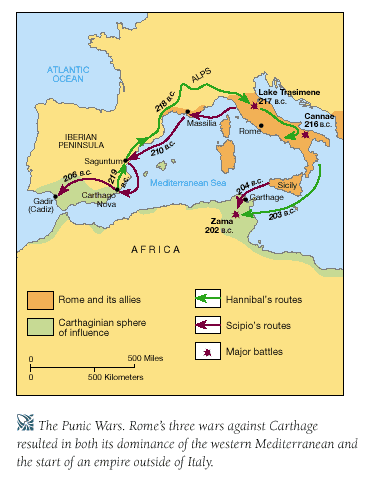 ATLANTIC
OCEAN
ALPS
218 B.C.
Lake Trasimene
217 B.C.
Cannae
216 B.C.
Massilia
Rome
IBERIAN
PENINSULA
210 B.C.
Saguntum
219
B.C.
206 B.C.
Mediterranean Sea
204 B.C.
Sicily
Gadir
(Cadiz)
Carthago
Nova
Carthage
Zama
202 B.C.
203 B.C.
AFRICA
Rome and its allies
Hannibal's routes
Carthaginian sphere
of influence
Scipio's routes
Major battles
0 500 Miles
0 500 Kilometers
The Punic Wars. Rome's three wars against Carthage
resulted in both its dominance of the western Mediterranean and
the start of an empire outside of Italy.